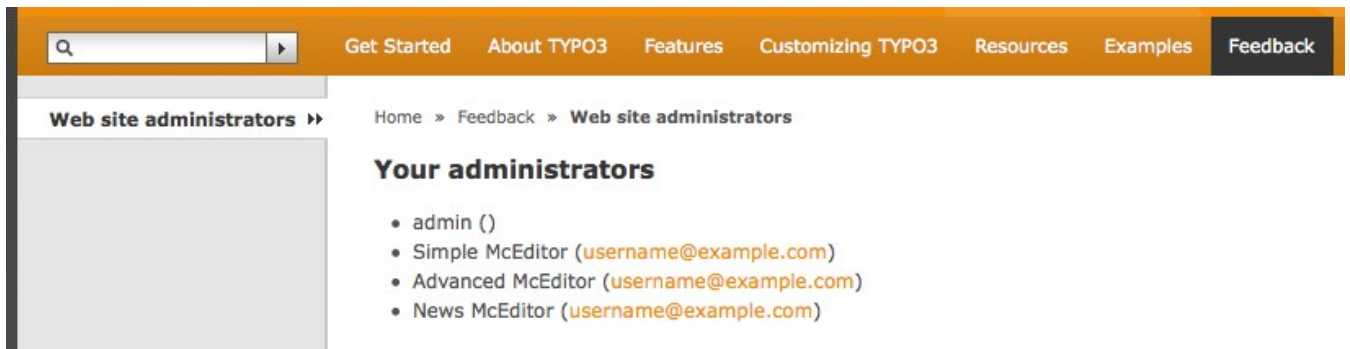 Get Started About TYPO3 Features Customizing TYPO3 Resources Examples Feedback
Web site administrators
Home » Feedback » Web site administrators
Your administrators
• admin ()
• Simple McEditor (username@example.com)
• Advanced McEditor (username@example.com)
• News McEditor (username@example.com)